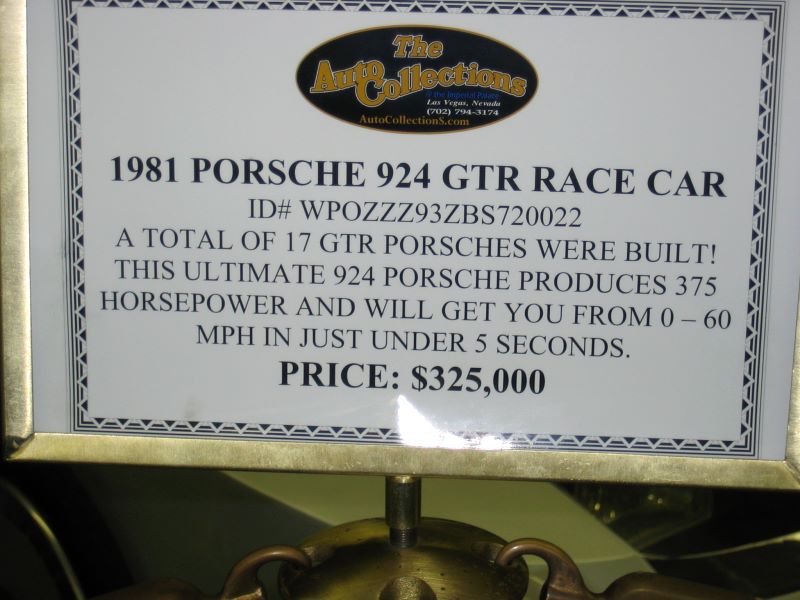 The
Auto Collections
@ the Imperial Palace
Las Vegas, Nevada
(702) 794-3174
AutoCollectionS.com
1981 PORSCHE 924 GTR RACE CAR
ID# WPOZZZ93ZBS720022
A TOTAL OF 17 GTR PORSCHES WERE BUILT!
THIS ULTIMATE 924 PORSCHE PRODUCES 375
HORSEPOWER AND WILL GET YOU FROM 0 – 60
MPH IN JUST UNDER 5 SECONDS.
PRICE: $325,000